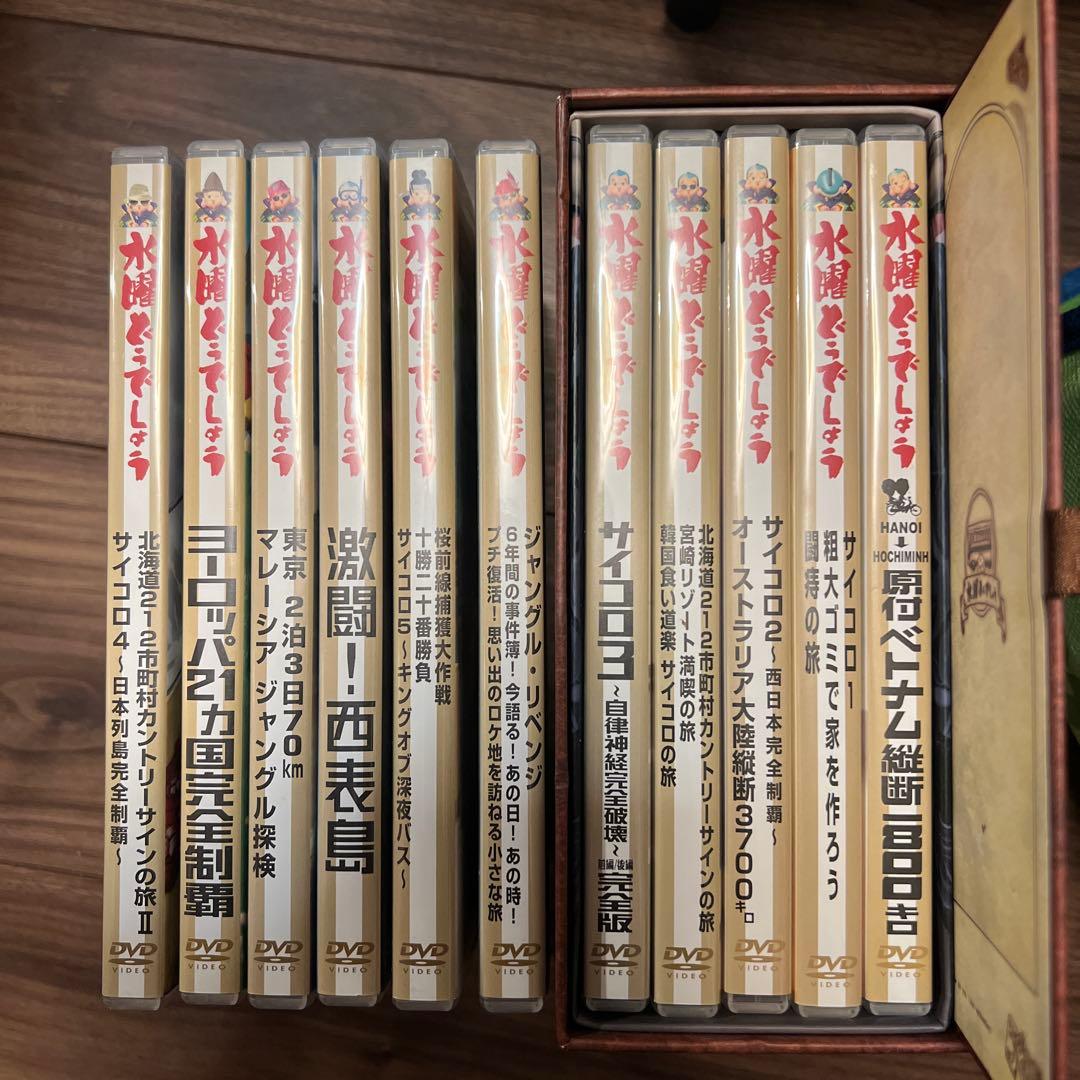 水曜どうでしょう
北海道212市町村カントリーサインの旅Ⅱ
サイコロ4～日本列島完全制覇～
DVD
VIDEO
水曜どうでしょう
ヨーロッパ21カ国完全制覇
DVD
VIDEO
水曜どうでしょう
東京 2泊3日70km
マレーシア ジャングル探検
DVD
VIDEO
水曜どうでしょう
激闘！西表島
DVD
VIDEO
水曜どうでしょう
桜前線捕獲大作戦
十勝二十番勝負
サイコロ5～キングオブ深夜バス～
DVD
VIDEO
水曜どうでしょう
ジャングル・リベンジ
6年間の事件簿！今語る！あの日！あの時！
プチ復活！思い出のロケ地を訪ねる小さな旅
DVD
VIDEO
水曜どうでしょう
サイコロ3
～自律神経完全破壊～
前編/後編
完全版
DVD
VIDEO
水曜どうでしょう
北海道212市町村カントリーサインの旅
宮崎リゾート満喫の旅
韓国食い道楽サイコロの旅
DVD
VIDEO
水曜どうでしょう
サイコロ2～西日本完全制覇～
オーストラリア大陸縦断3700キロ
DVD
VIDEO
水曜どうでしょう
サイコロ1
粗大ゴミで家を作ろう
闘痔の旅
DVD
VIDEO
水曜どうでしょう
HANOI
HOCHIMINH
原付ベトナム縦断1800キロ
DVD
VIDEO